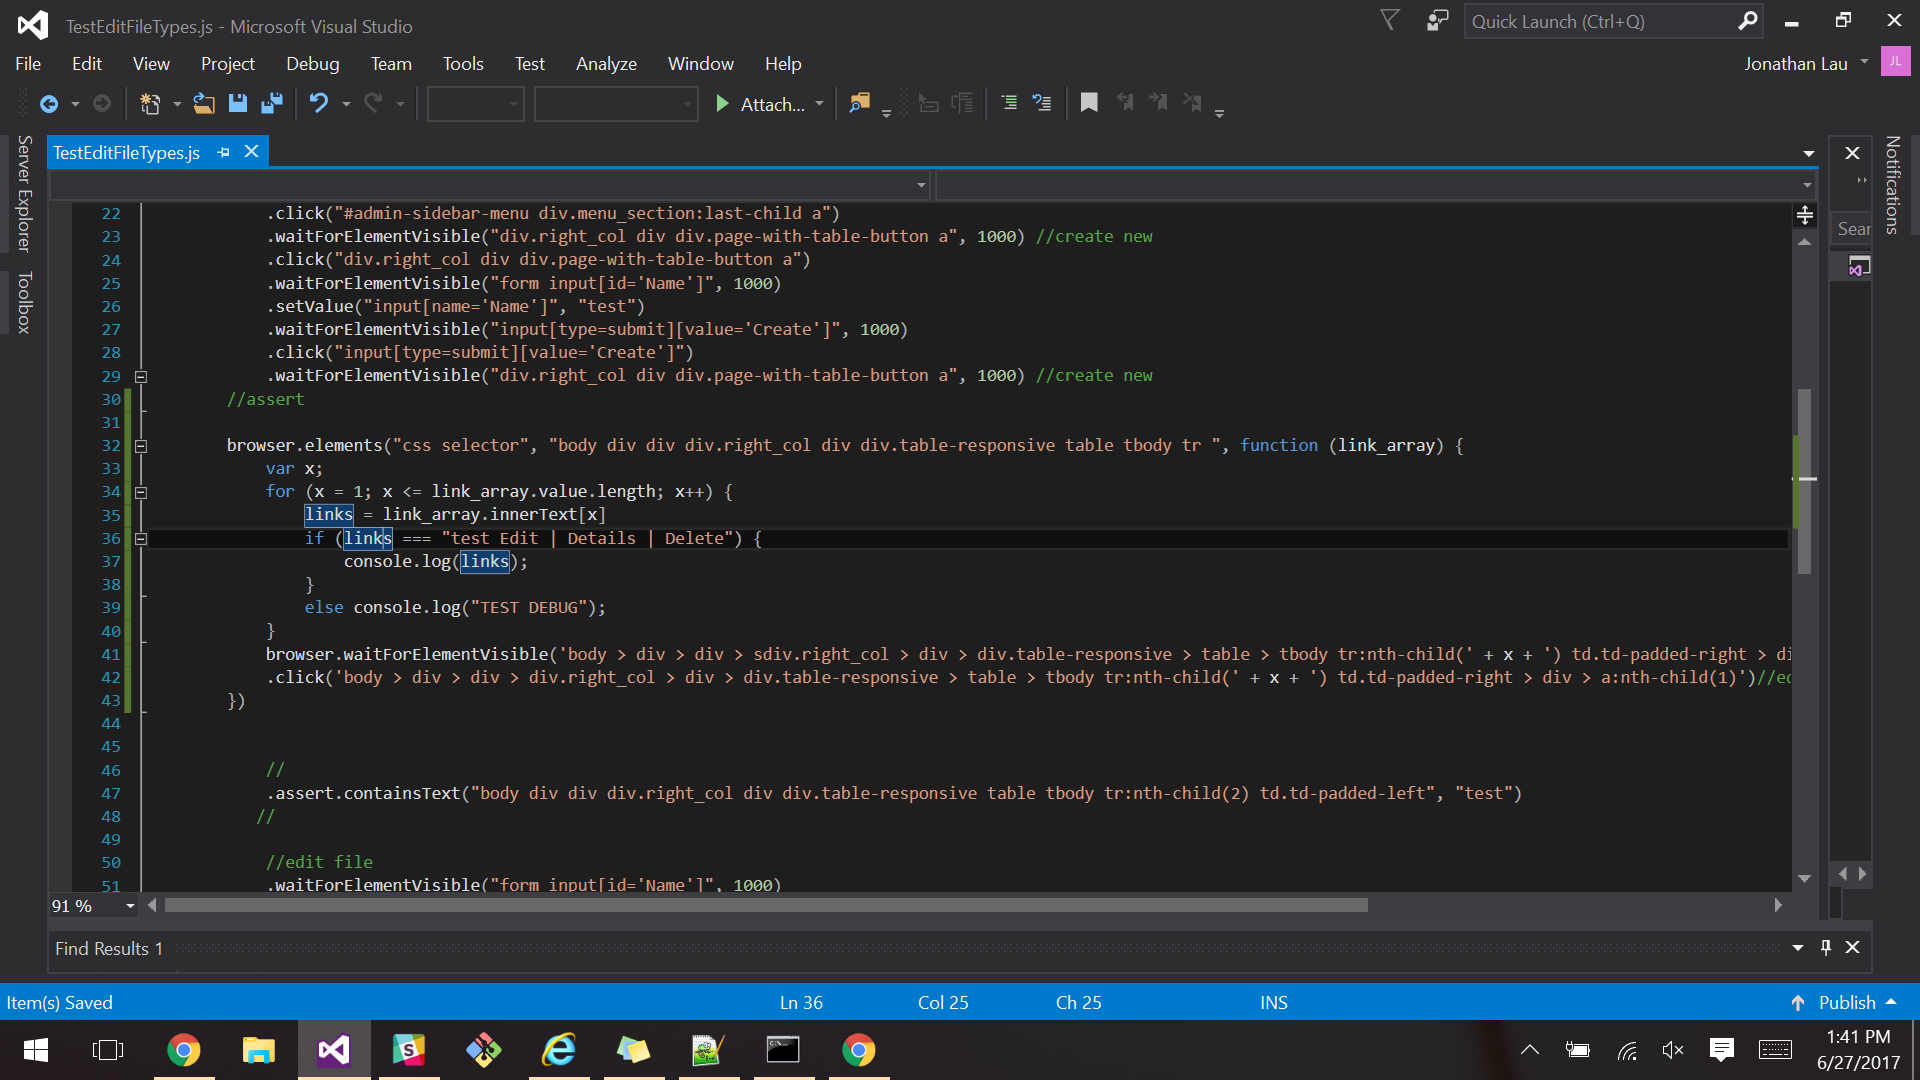 TestEditFileTypes.js - Microsoft Visual Studio
Quick Launch (Ctrl+Q)
File Edit View Project Debug Team Tools Test Analyze Window Help
Jonathan Lau
JL
Attach...
Server Explorer
Toolbox
TestEditFileTypes.js
Notifications
Sear
22 .click("#admin-sidebar-menu div.menu_section:last-child a")
23 .waitForElementVisible("div.right_col div div.page-with-table-button a", 1000) //create new
24 .click("div.right_col div div.page-with-table-button a")
25 .waitForElementVisible("form input[id='Name']", 1000)
26 .setValue("input[name='Name']", "test")
27 .waitForElementVisible("input[type=submit][value='Create']", 1000)
28 .click("input[type=submit][value='Create']")
29 .waitForElementVisible("div.right_col div div.page-with-table-button a", 1000) //create new
30 //assert
31
32 browser.elements("css selector", "body div div div.right_col div div.table-responsive table tbody tr ", function (link_array) {
33 var x;
34 for (x = 1; x <= link_array.value.length; x++) {
35 links = link_array.innerText[x]
36 if (links === "test Edit | Details | Delete") {
37 console.log(links);
38 }
39 else console.log("TEST DEBUG");
40 }
41 browser.waitForElementVisible('body > div > div > sdiv.right_col > div > div.table-responsive > table > tbody tr:nth-child(' + x + ') td.td-padded-right > di
42 .click('body > div > div > div.right_col > div > div.table-responsive > table > tbody tr:nth-child(' + x + ') td.td-padded-right > div > a:nth-child(1)')//ed
43 })
44
45
46 //
47 .assert.containsText("body div div div.right_col div div.table-responsive table tbody tr:nth-child(2) td.td-padded-left", "test")
48 //
49
50 //edit file
51 .waitForElementVisible("form input[id='Name']", 1000)
91 %
Find Results 1
Item(s) Saved Ln 36 Col 25 Ch 25 INS Publish
1:41 PM
6/27/2017